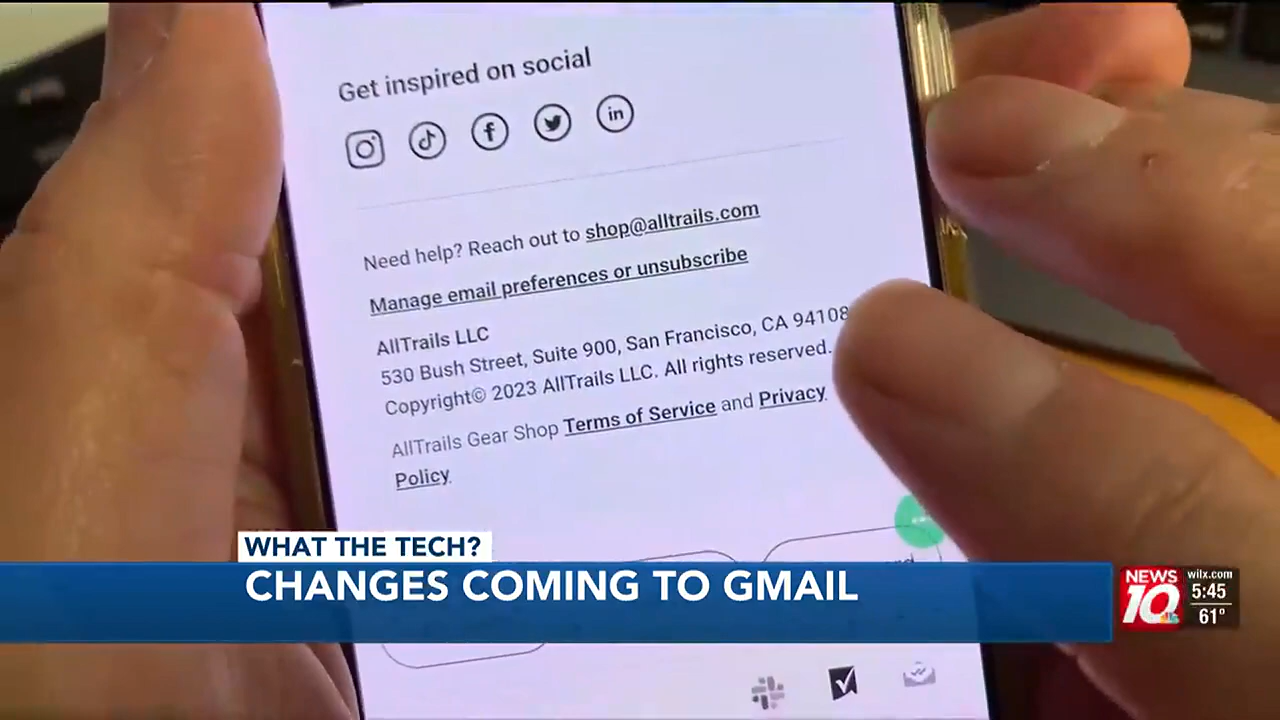 Get inspired on social
in
Need help? Reach out to shop@alltrails.com
Manage email preferences or unsubscribe
AllTrails LLC
530 Bush Street, Suite 900, San Francisco, CA 94108
Copyright© 2023 AllTrails LLC. All rights reserved.
AllTrails Gear Shop Terms of Service and Privacy
Policy.
WHAT THE TECH?
CHANGES COMING TO GMAIL
NEWS
10
wilx.com
5:45
61°